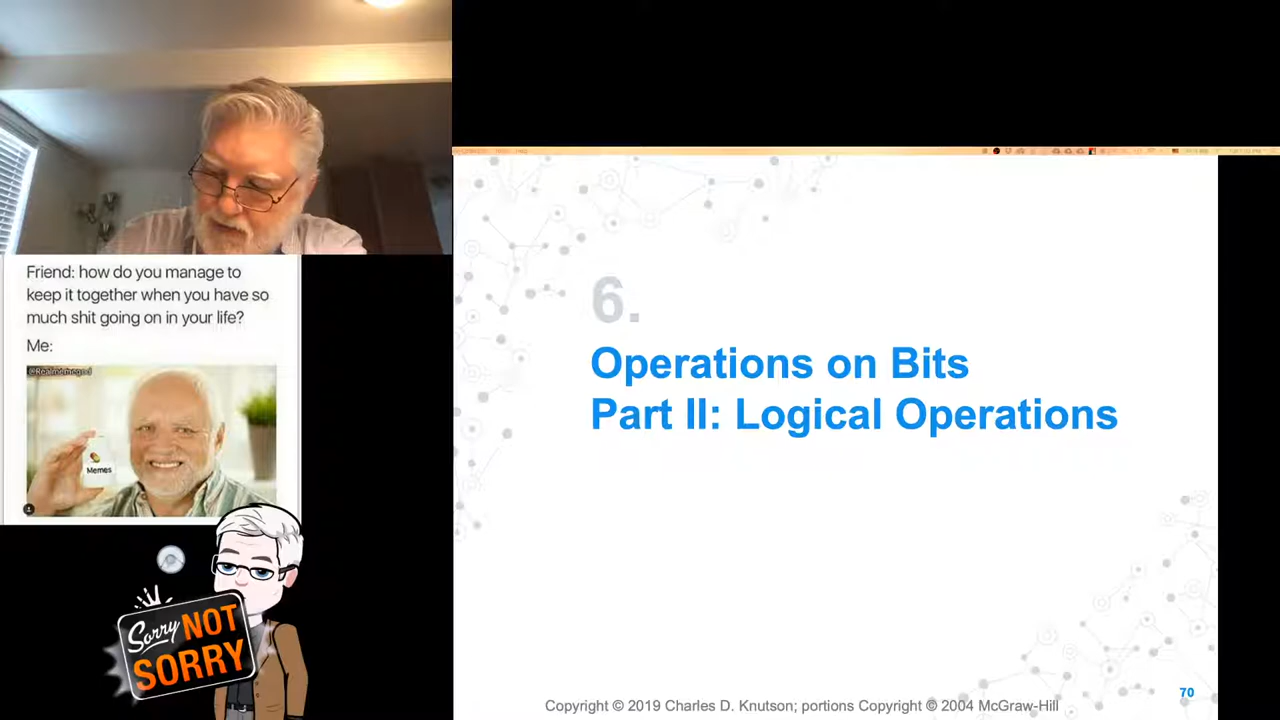 Friend: how do you manage to
keep it together when you have so
much shit going on in your life?
Me:
Memes
Sorry NOT
SORRY
6.
Operations on Bits
Part II: Logical Operations
70
Copyright © 2019 Charles D. Knutson; portions Copyright © 2004 McGraw-Hill